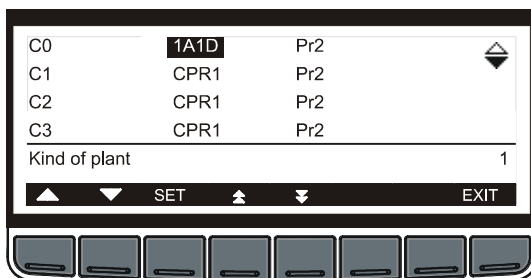 C0 1A1D Pr2
C1 CPR1 Pr2
C2 CPR1 Pr2
C3 CPR1 Pr2
Kind of plant 1
SET EXIT